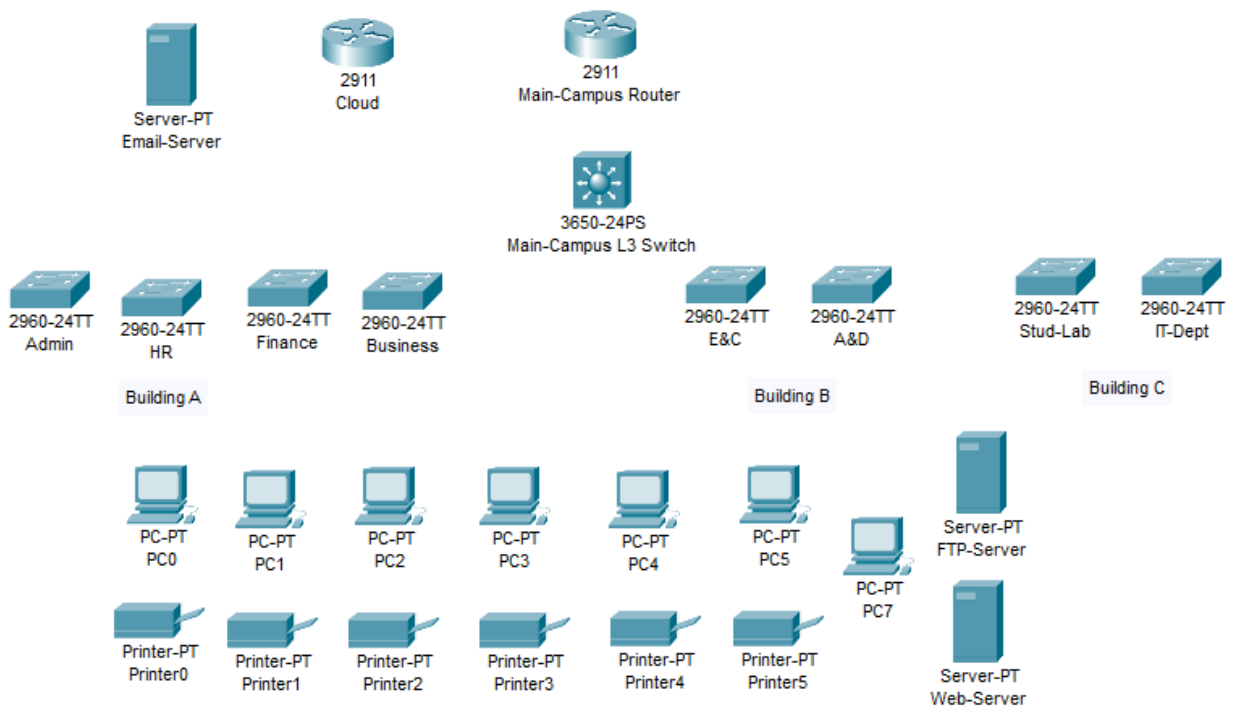 Server-PT
Email-Server
2911
Cloud
2911
Main-Campus Router
3650-24PS
Main-Campus L3 Switch
2960-24TT
Admin
2960-24TT
HR
2960-24TT
Finance
2960-24TT
Business
2960-24TT
E&C
2960-24TT
A&D
2960-24TT
Stud-Lab
2960-24TT
IT-Dept
Building A
Building B
Building C
PC-PT
PC0
PC-PT
PC1
PC-PT
PC2
PC-PT
PC3
PC-PT
PC4
PC-PT
PC5
PC-PT
PC7
Server-PT
FTP-Server
Printer-PT
Printer0
Printer-PT
Printer1
Printer-PT
Printer2
Printer-PT
Printer3
Printer-PT
Printer4
Printer-PT
Printer5
Server-PT
Web-Server